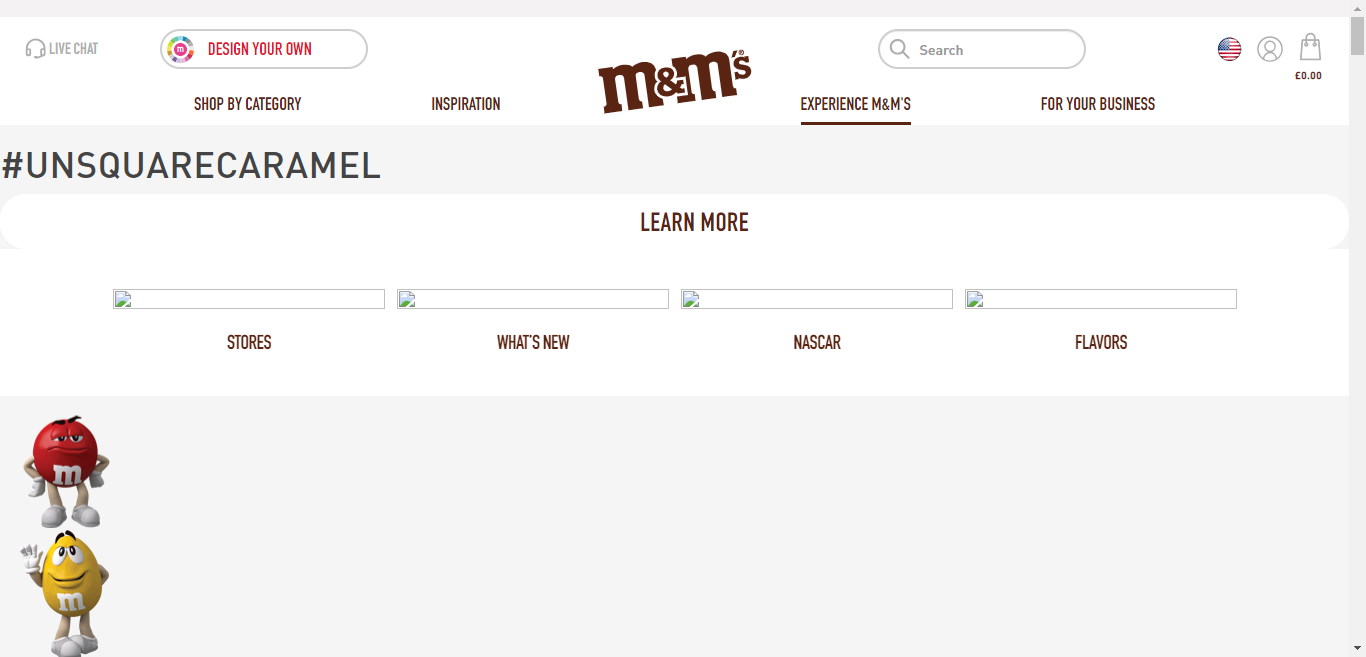 LIVE CHAT
DESIGN YOUR OWN
m&m's®
Search
£0.00
SHOP BY CATEGORY
INSPIRATION
EXPERIENCE M&M'S
FOR YOUR BUSINESS
#UNSQUARECARAMEL
LEARN MORE
STORES
WHAT'S NEW
NASCAR
FLAVORS
m
m